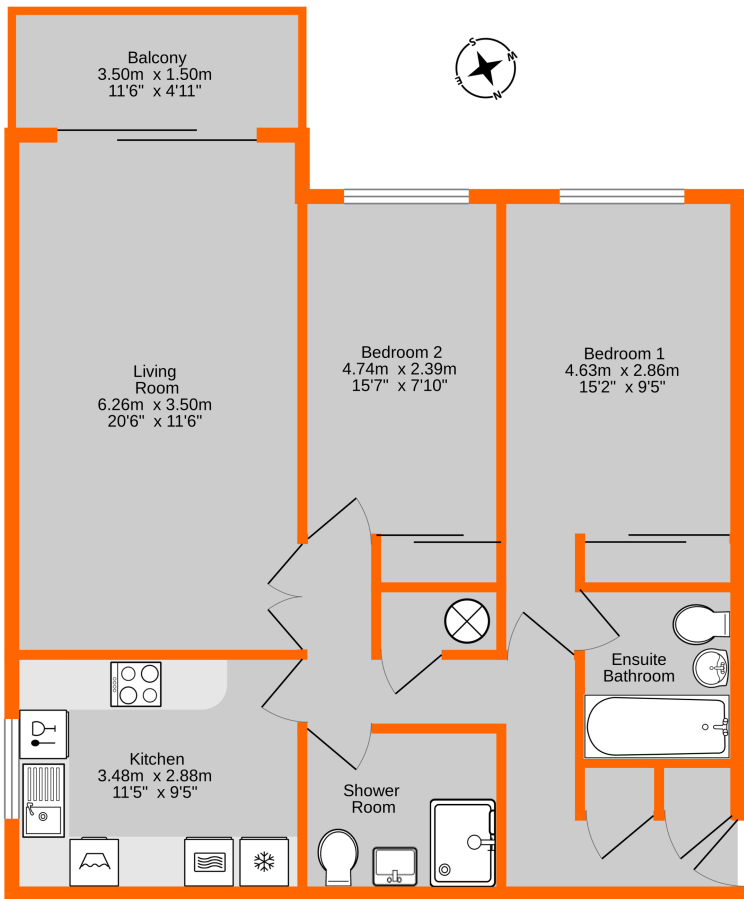 Balcony
3.50m x 1.50m
11'6" x 4'11"
S
W
E
N
Bedroom 2
4.74m x 2.39m
15'7" x 7'10"
Bedroom 1
4.63m x 2.86m
15'2" x 9'5"
Living
Room
6.26m x 3.50m
20'6" x 11'6"
Ensuite
Bathroom
Kitchen
3.48m x 2.88m
11'5" x 9'5"
Shower
Room